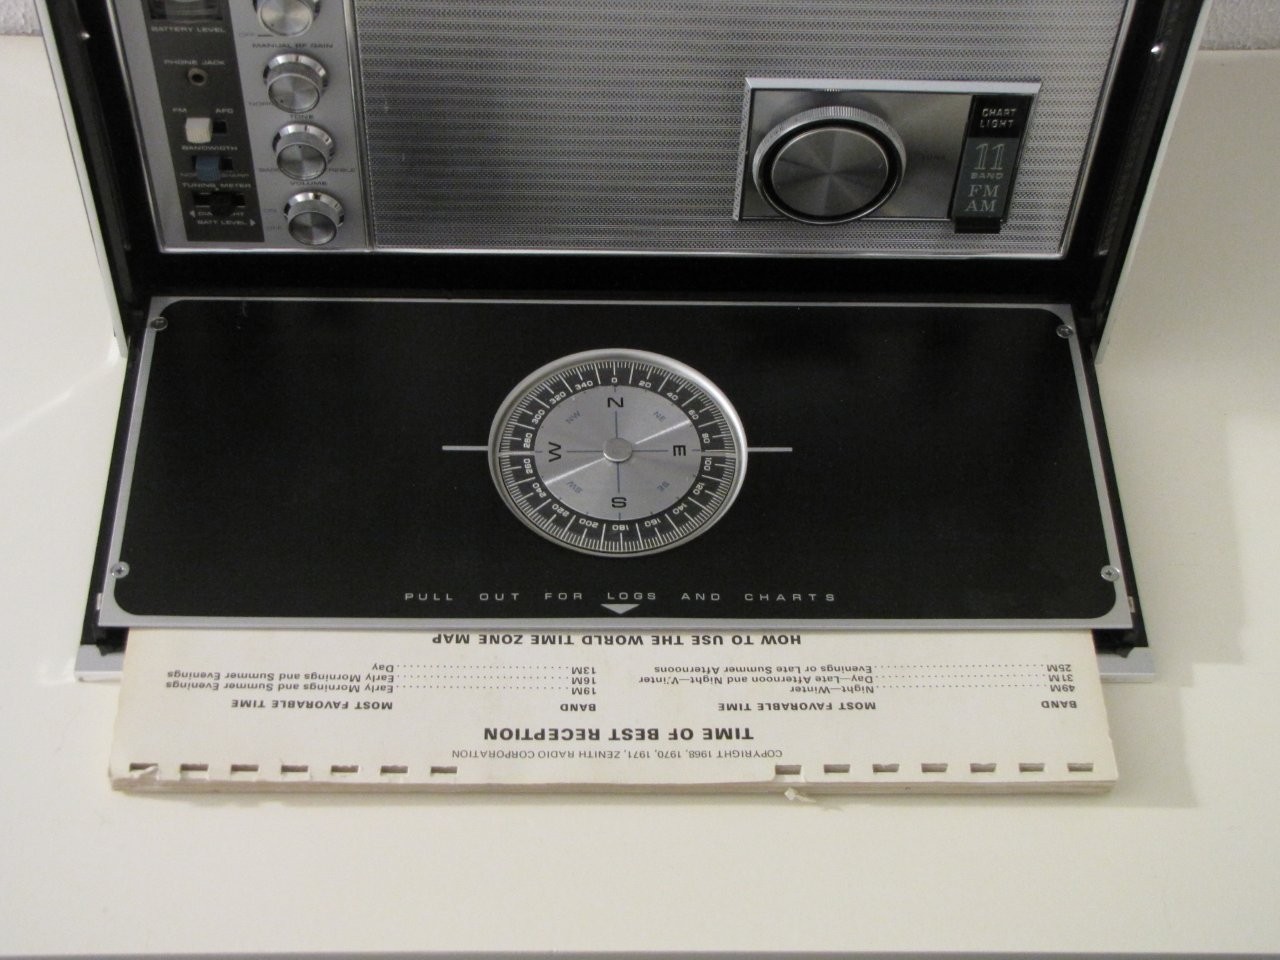 BATTERY LEVEL
MANUAL RF GAIN
PHONE JACK
FM AFC
TONE
BANDWIDTH
TUNING METER
VOLUME
BATT LEVEL
CHART
LIGHT
11
BAND
FM
AM
0 20 40 60 80 100 120 140 160 180 200 220 240 260 280 300 320 340
N NE E SE S SW W NW
PULL OUT FOR LOGS AND CHARTS
COPYRIGHT 1968, 1970, 1971, ZENITH RADIO CORPORATION
TIME OF BEST RECEPTION
BAND MOST FAVORABLE TIME BAND MOST FAVORABLE TIME
49M Night—Winter 19M Early Mornings and Summer Evenings
31M Day—Late Afternoon and Night—Winter 16M Early Mornings and Summer Evenings
25M Evenings or Late Summer Afternoons 13M Day
HOW TO USE THE WORLD TIME ZONE MAP